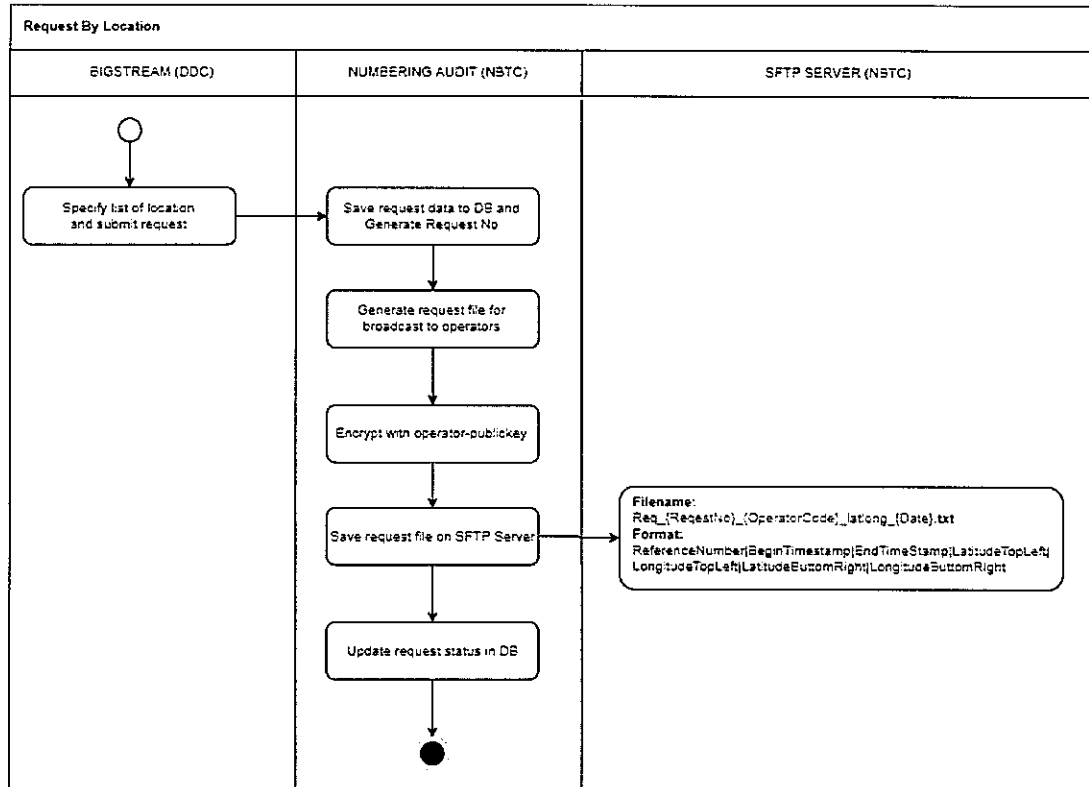 Request By Location
BIGSTREAM (DDC)
NUMBERING AUDIT (NBTC)
SFTP SERVER (NBTC)
Specify list of location
and submit request
Save request data to DB and
Generate Request No
Generate request file for
broadcast to operators
Encrypt with operator-publickey
Save request file on SFTP Server
Filename:
Req_{ReqestNo}_{OperatorCode}_latlong_{Date}.txt
Format:
ReferenceNumber|BeginTimestamp|EndTimeStamp|LatitudeTopLeft|
LongitudeTopLeft|LatitudeButtomRight|LongitudeButtomRight
Update request status in DB